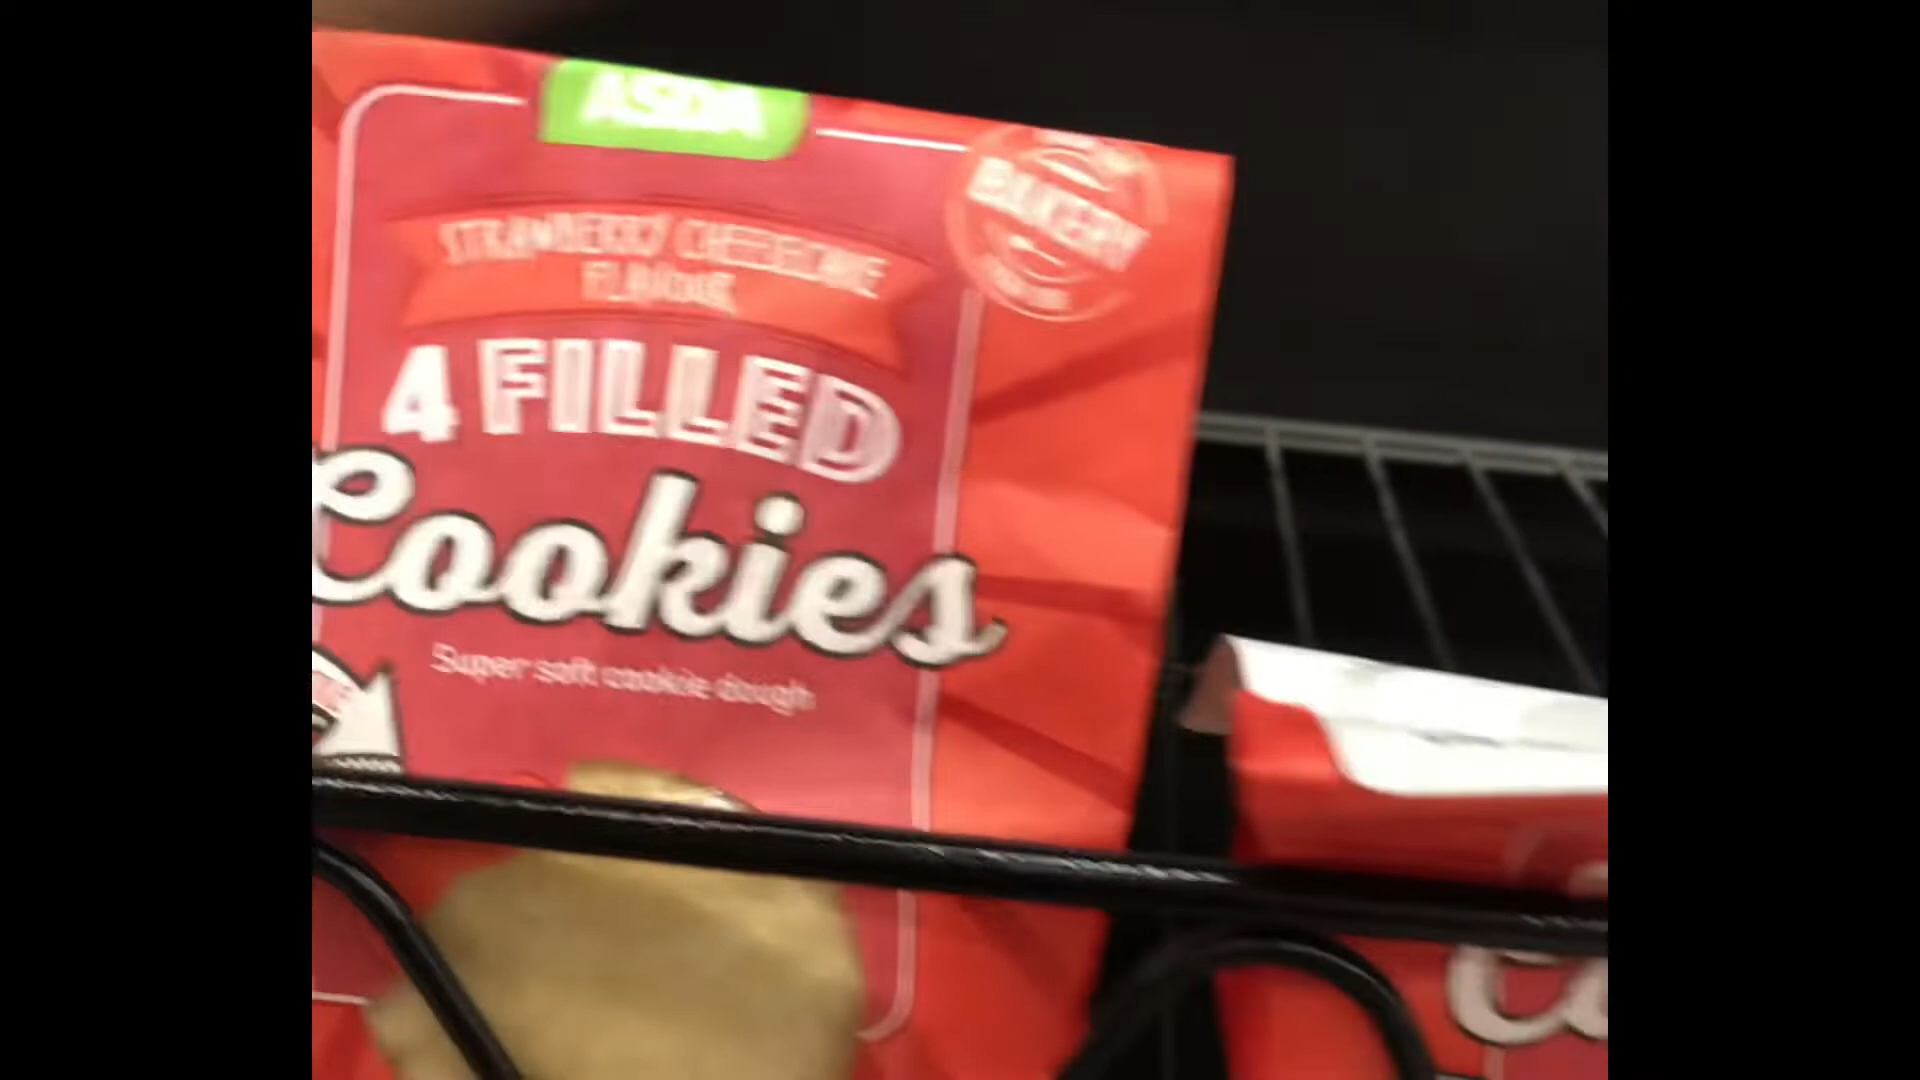 ASDA
STRAWBERRY CHEESECAKE
FLAVOUR
BAKERY
4 FILLED
Cookies
Super soft cookie dough